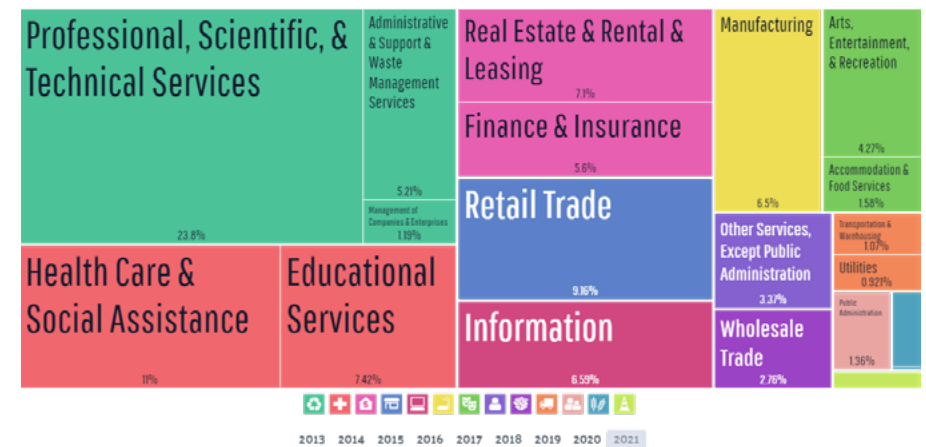 Professional, Scientific, &
Technical Services
23.8%
Administrative
& Support &
Waste
Management
Services
5.21%
Management of
Companies & Enterprises
1.19%
Health Care &
Social Assistance
11%
Educational
Services
7.42%
Real Estate & Rental &
Leasing
7.1%
Finance & Insurance
5.6%
Retail Trade
9.16%
Information
6.59%
Manufacturing
6.5%
Arts,
Entertainment,
& Recreation
4.27%
Accommodation &
Food Services
1.58%
Other Services,
Except Public
Administration
3.37%
Wholesale
Trade
2.76%
Transportation &
Warehousing
1.07%
Utilities
0.921%
Public
Administration
1.36%
2013 2014 2015 2016 2017 2018 2019 2020 2021